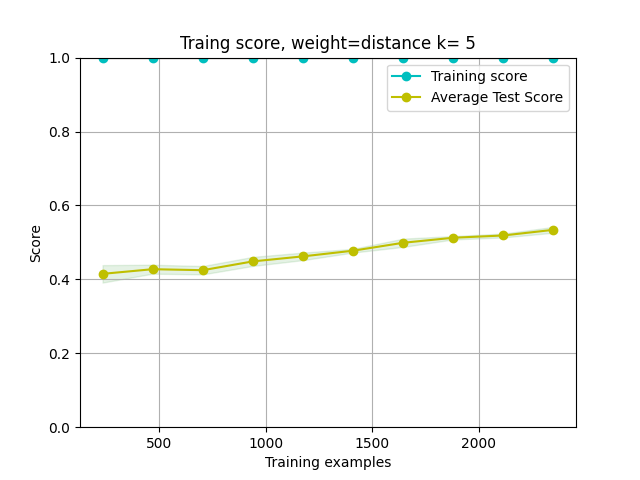 Traing score, weight=distance k= 5
Training score
Average Test Score
1.0
0.8
0.6
0.4
0.2
0.0
Score
500
1000
1500
2000
Training examples